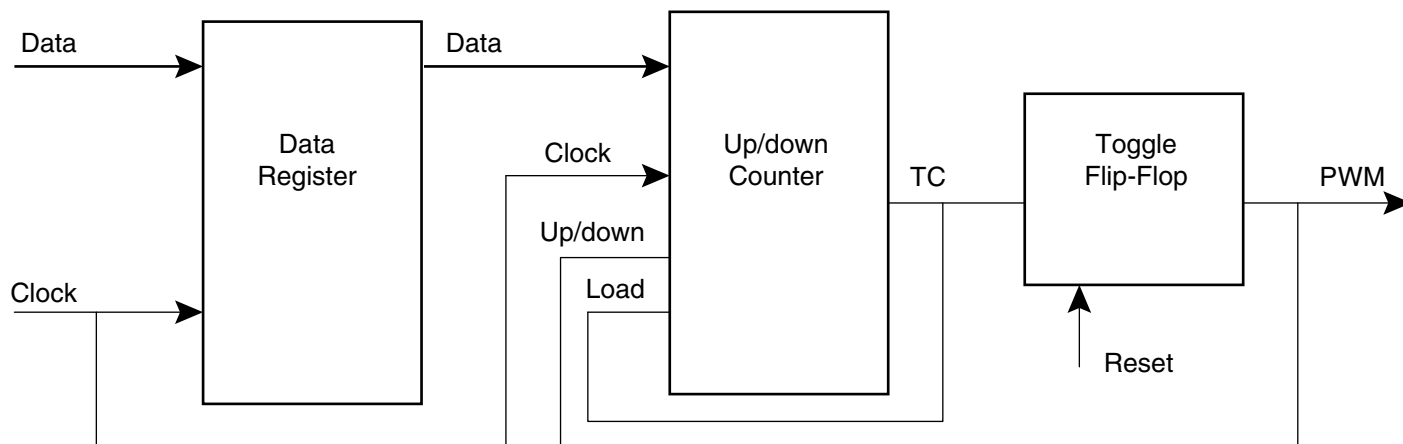 Data
Data
Data
Register
Clock
Clock
Up/down
Load
Up/down
Counter
TC
Toggle
Flip-Flop
PWM
Reset